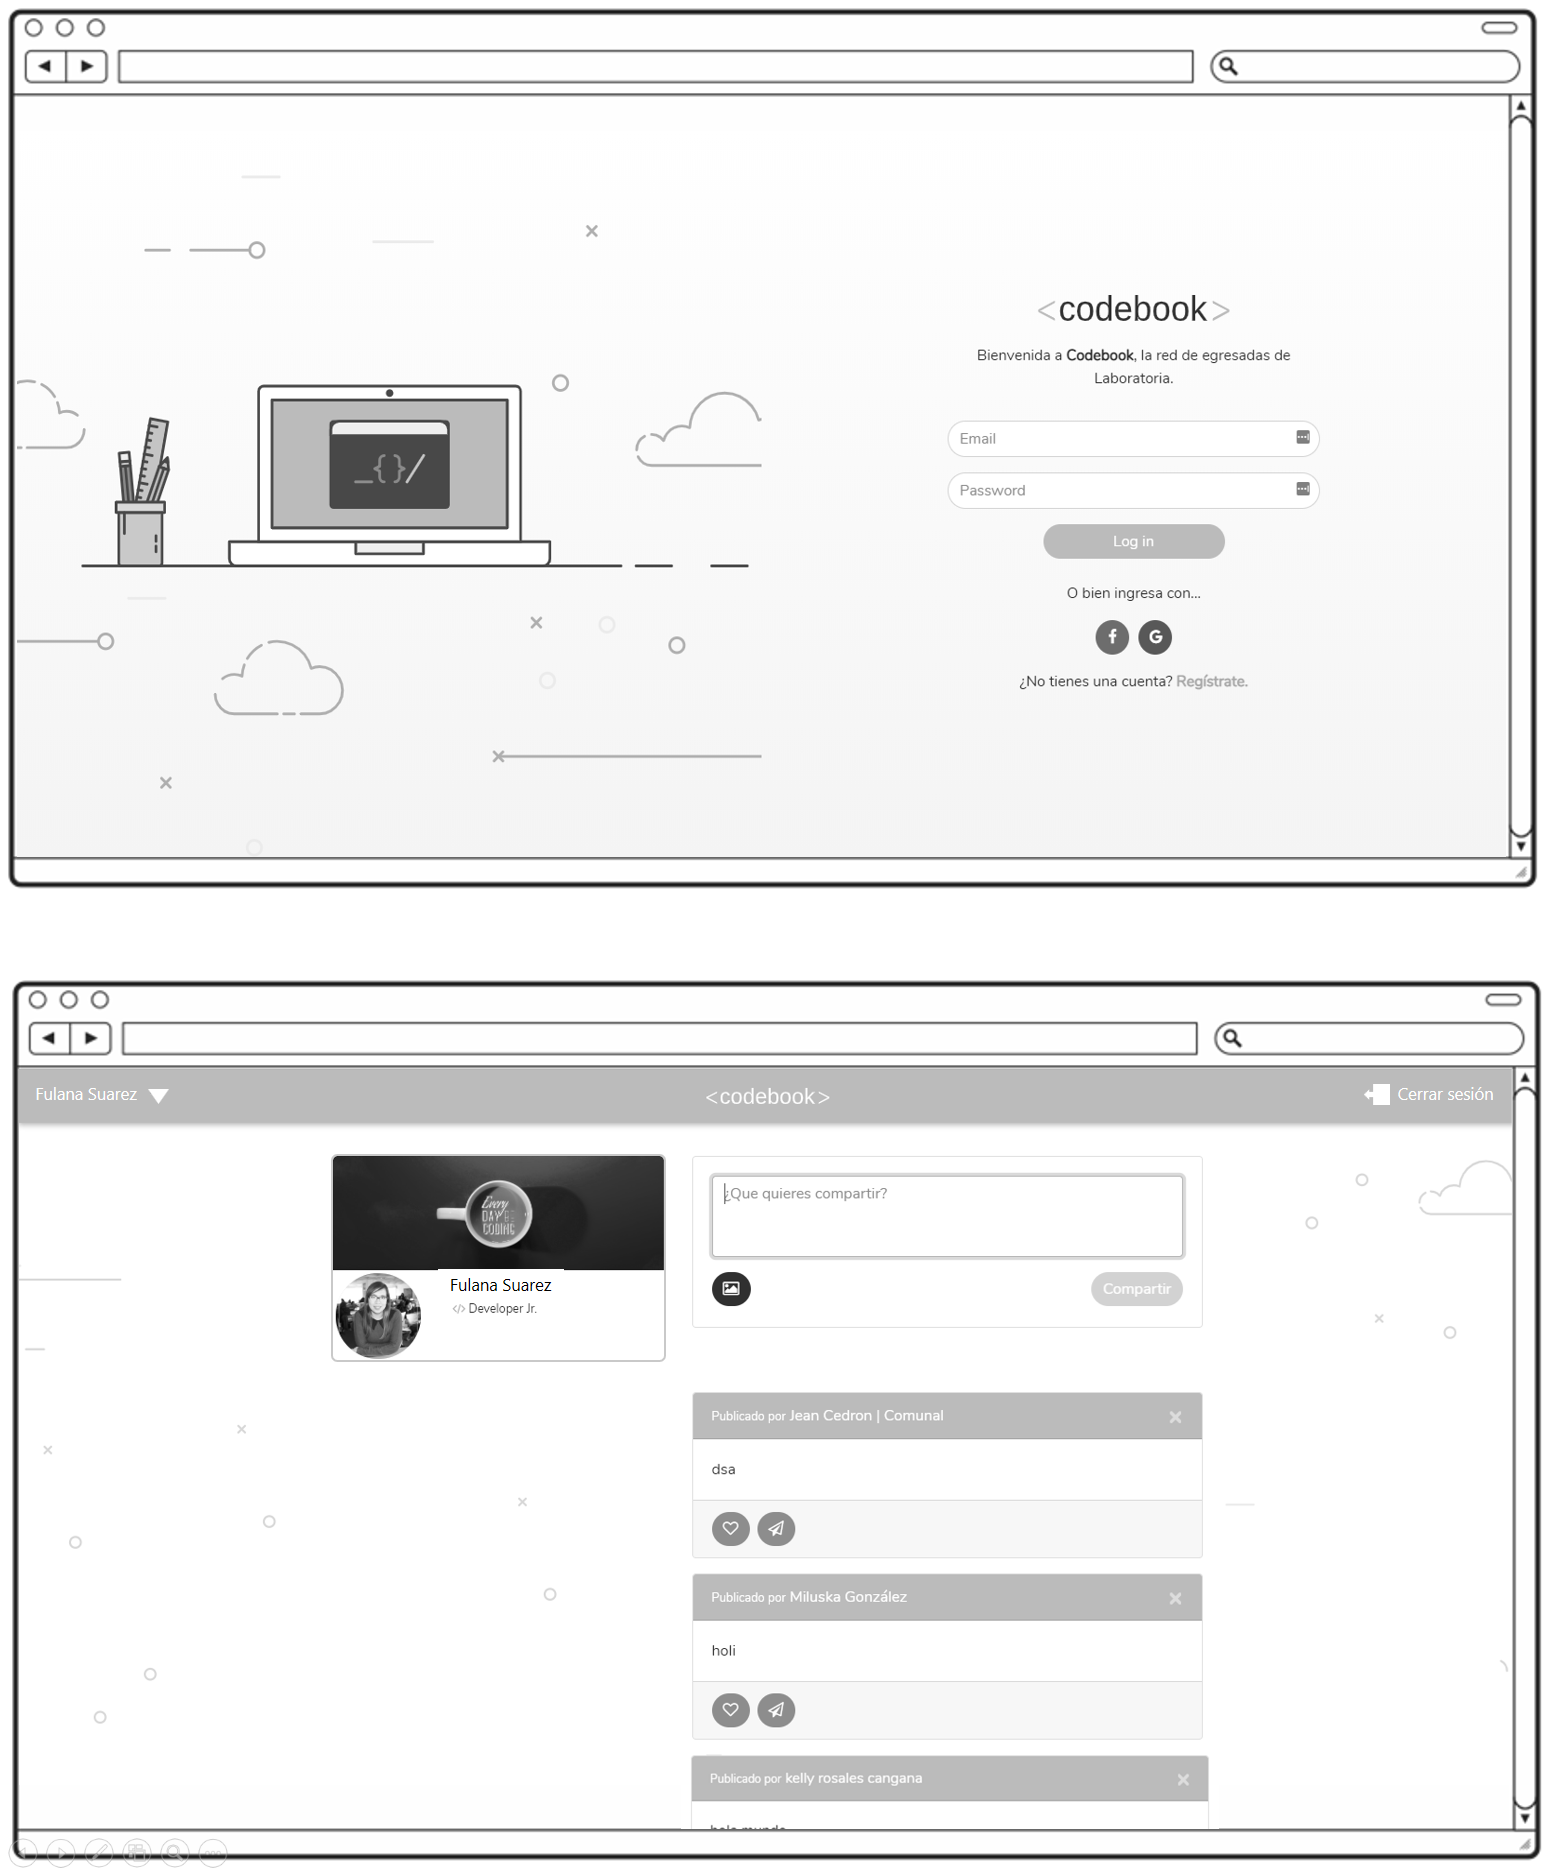 <codebook>
Bienvenida a Codebook, la red de egresadas de
Laboratoria.
Email
Password
Log in
O bien ingresa con...
¿No tienes una cuenta? Regístrate.
_{}/
Fulana Suarez
<codebook>
Cerrar sesión
Every
DAY
CODING
Fulana Suarez
</> Developer Jr.
¿Que quieres compartir?
Compartir
Publicado por Jean Cedron | Comunal
dsa
Publicado por Miluska González
holi
Publicado por kelly rosales cangana
hola mundo